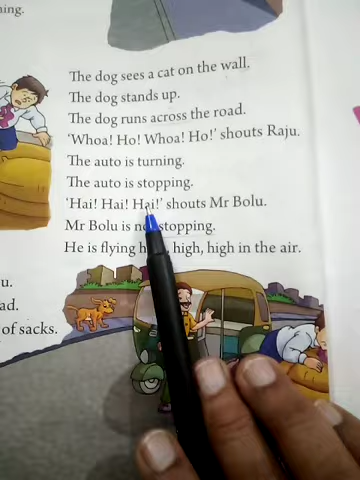 ning.
The dog sees a cat on the wall.
The dog stands up.
The dog runs across the road.
'Whoa! Ho! Whoa! Ho!' shouts Raju.
The auto is turning.
The auto is stopping.
'Hai! Hai! Hai!' shouts Mr Bolu.
Mr Bolu is stopping.
He is flying high, high in the air.
u.
ad.
of sacks.